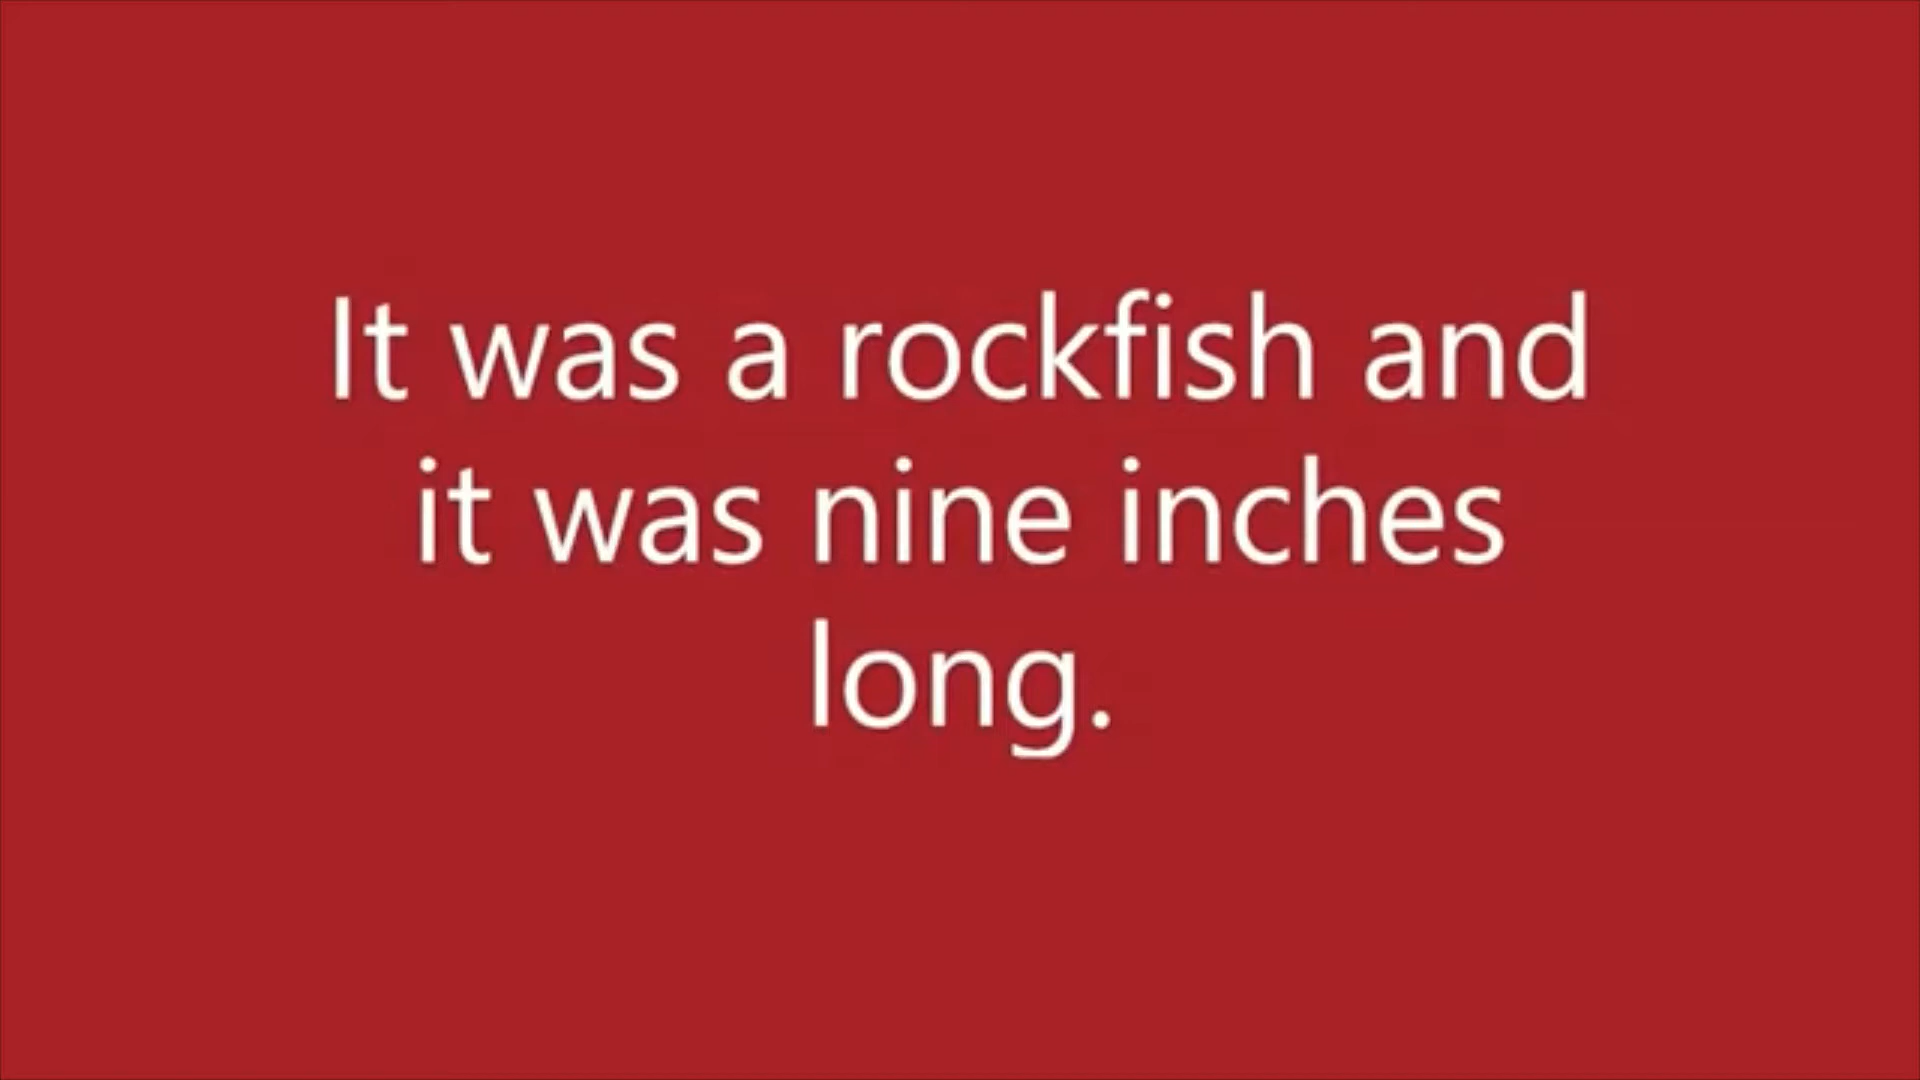 It was a rockfish and
it was nine inches
long.